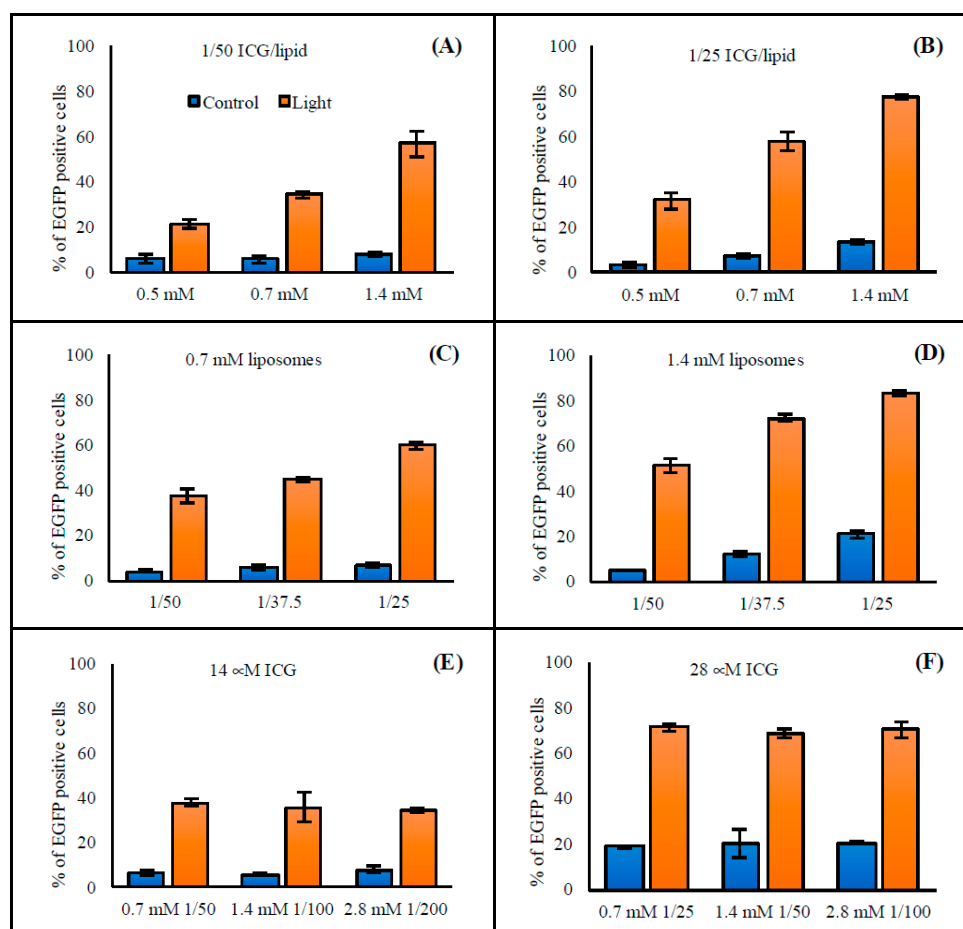 (A)
1/50 ICG/lipid
Control Light
% of EGFP positive cells
100
80
60
40
20
0
0.5 mM 0.7 mM 1.4 mM
(B)
1/25 ICG/lipid
% of EGFP positive cells
100
80
60
40
20
0
0.5 mM 0.7 mM 1.4 mM
(C)
0.7 mM liposomes
% of EGFP positive cells
100
80
60
40
20
0
1/50 1/37.5 1/25
(D)
1.4 mM liposomes
% of EGFP positive cells
100
80
60
40
20
0
1/50 1/37.5 1/25
(E)
14 ∝M ICG
% of EGFP positive cells
100
80
60
40
20
0
0.7 mM 1/50 1.4 mM 1/100 2.8 mM 1/200
(F)
28 ∝M ICG
% of EGFP positive cells
100
80
60
40
20
0
0.7 mM 1/25 1.4 mM 1/50 2.8 mM 1/100